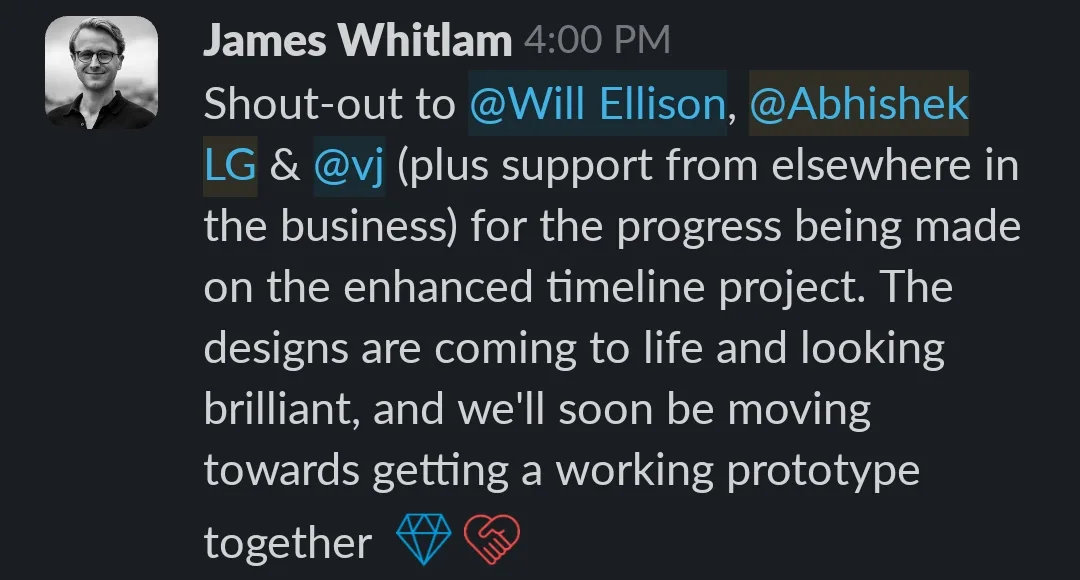 James Whitlam 4:00 PM
Shout-out to @Will Ellison, @Abhishek
LG & @vj (plus support from elsewhere in
the business) for the progress being made
on the enhanced timeline project. The
designs are coming to life and looking
brilliant, and we'll soon be moving
towards getting a working prototype
together